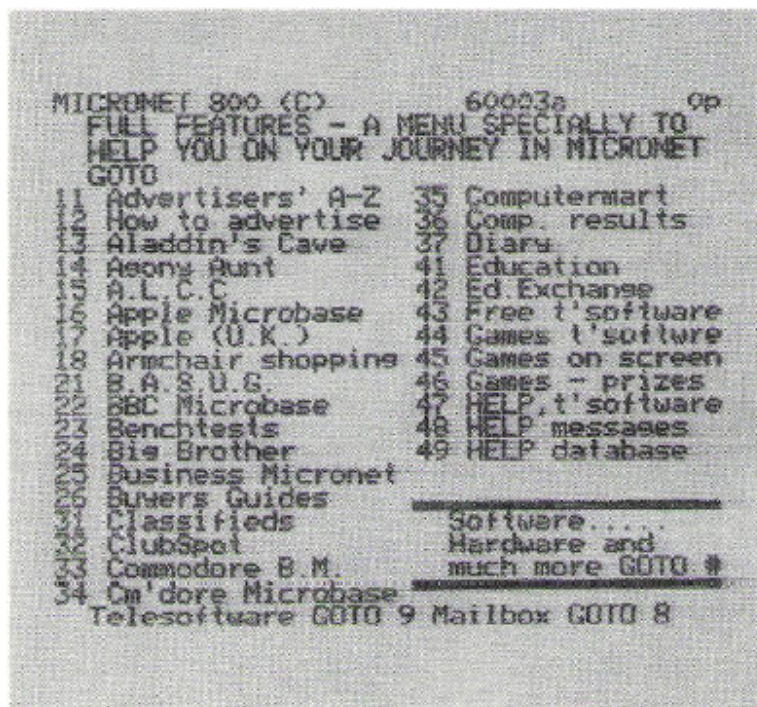 MICRONET 800 (C) 60003a 0p
FULL FEATURES - A MENU SPECIALLY TO
HELP YOU ON YOUR JOURNEY IN MICRONET
GOTO
11 Advertisers' A-Z
12 How to advertise
13 Aladdin's Cave
14 Agony Aunt
15 A.L.C.C
16 Apple Microbase
17 Apple (U.K.)
18 Armchair shopping
21 B.A.S.U.G.
22 BBC Microbase
23 Benchtests
24 Big Brother
25 Business Micronet
26 Buyers Guides
31 Classifieds
32 ClubSpot
33 Commodore B.M.
34 Cm'dore Microbase
35 Computermart
36 Comp. results
37 Diary
41 Education
42 Ed.Exchange
43 Free t'software
44 Games t'softwre
45 Games on screen
46 Games - prizes
47 HELP,t'software
48 HELP messages
49 HELP database
Software.....
Hardware and
much more GOTO #
Telesoftware GOTO 9 Mailbox GOTO 8